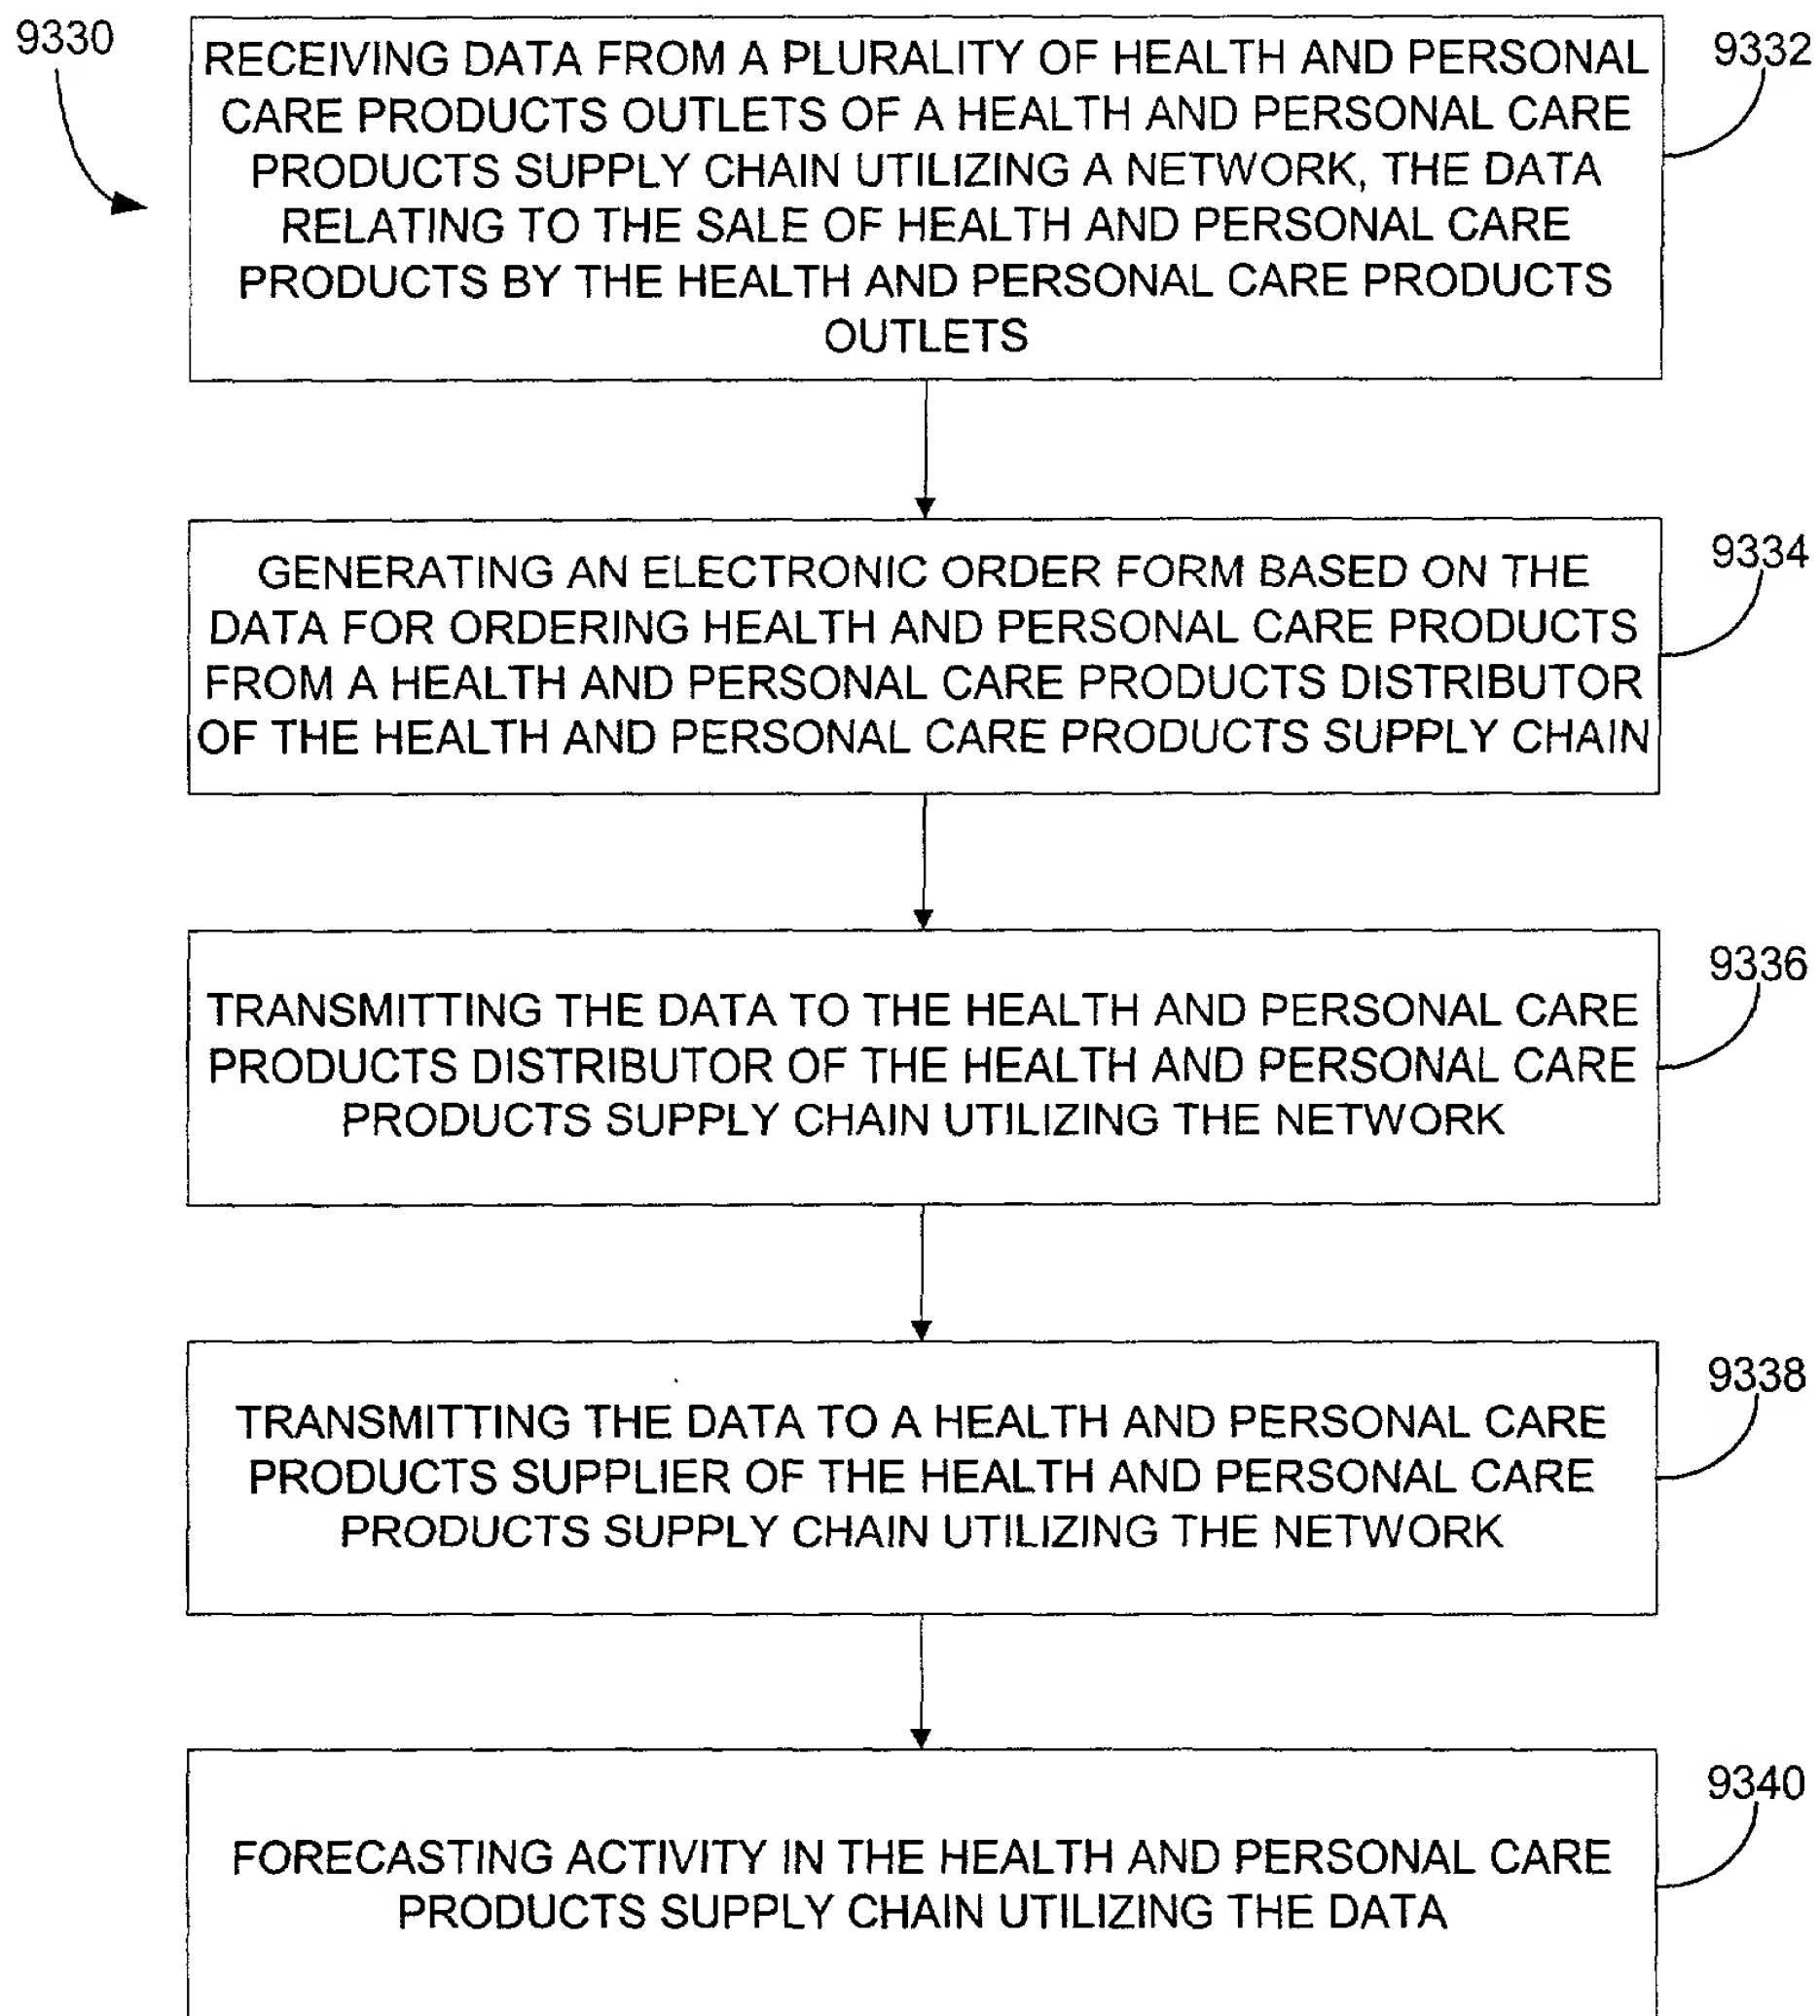 9330
RECEIVING DATA FROM A PLURALITY OF HEALTH AND PERSONAL
CARE PRODUCTS OUTLETS OF A HEALTH AND PERSONAL CARE
PRODUCTS SUPPLY CHAIN UTILIZING A NETWORK, THE DATA
RELATING TO THE SALE OF HEALTH AND PERSONAL CARE
PRODUCTS BY THE HEALTH AND PERSONAL CARE PRODUCTS
OUTLETS
9332
GENERATING AN ELECTRONIC ORDER FORM BASED ON THE
DATA FOR ORDERING HEALTH AND PERSONAL CARE PRODUCTS
FROM A HEALTH AND PERSONAL CARE PRODUCTS DISTRIBUTOR
OF THE HEALTH AND PERSONAL CARE PRODUCTS SUPPLY CHAIN
9334
TRANSMITTING THE DATA TO THE HEALTH AND PERSONAL CARE
PRODUCTS DISTRIBUTOR OF THE HEALTH AND PERSONAL CARE
PRODUCTS SUPPLY CHAIN UTILIZING THE NETWORK
9336
TRANSMITTING THE DATA TO A HEALTH AND PERSONAL CARE
PRODUCTS SUPPLIER OF THE HEALTH AND PERSONAL CARE
PRODUCTS SUPPLY CHAIN UTILIZING THE NETWORK
9338
FORECASTING ACTIVITY IN THE HEALTH AND PERSONAL CARE
PRODUCTS SUPPLY CHAIN UTILIZING THE DATA
9340